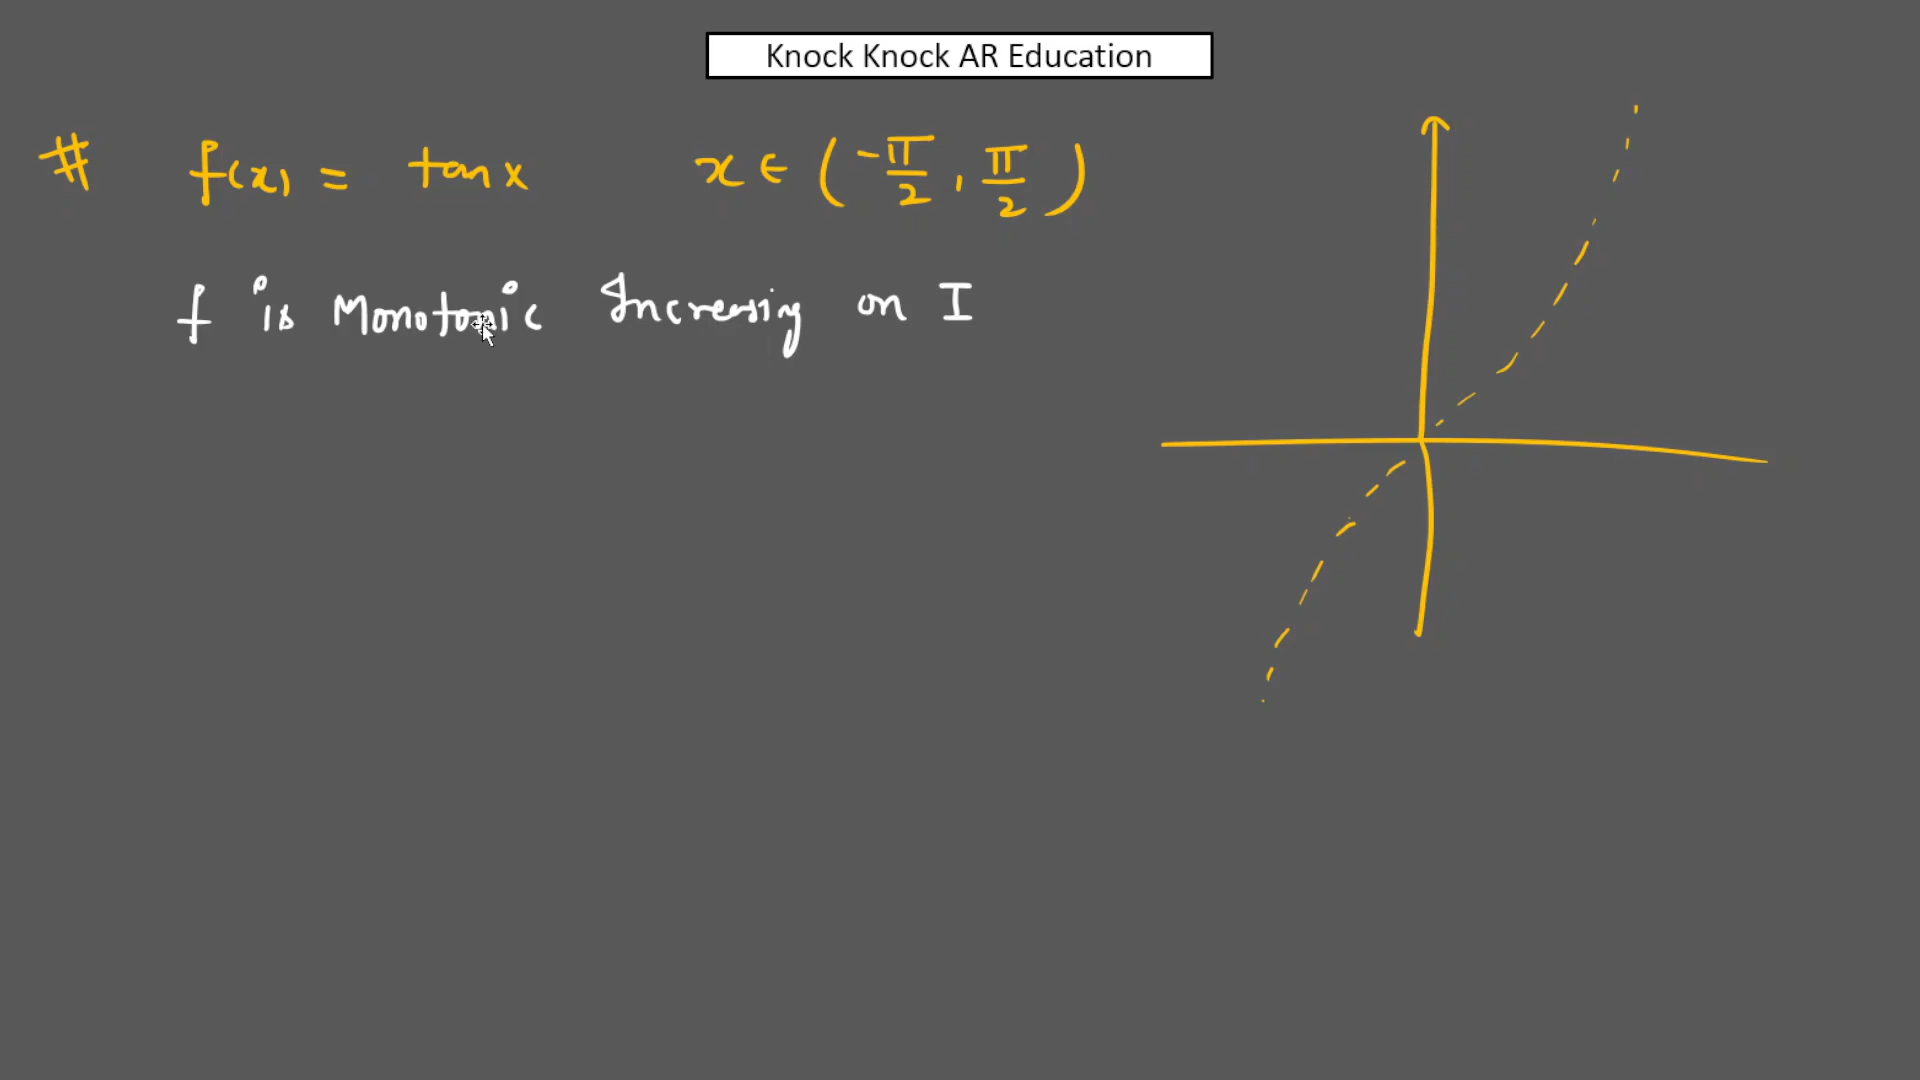 Knock Knock AR Education
# f(x) = tan x x ∈ (-π/2, π/2)
f is Monotonic Increasing on I